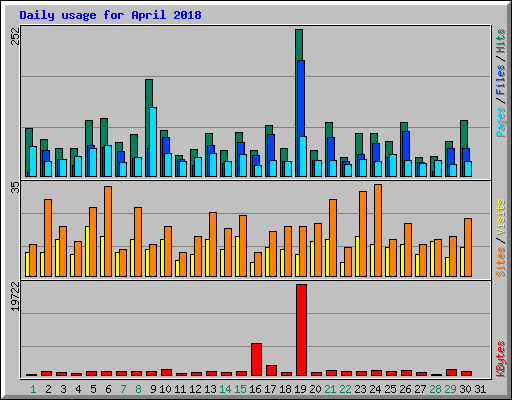 Daily usage for April 2018
252
Pages / Files / Hits
35
Sites / Visits
19722
KBytes
1 2 3 4 5 6 7 8 9 10 11 12 13 14 15 16 17 18 19 20 21 22 23 24 25 26 27 28 29 30 31